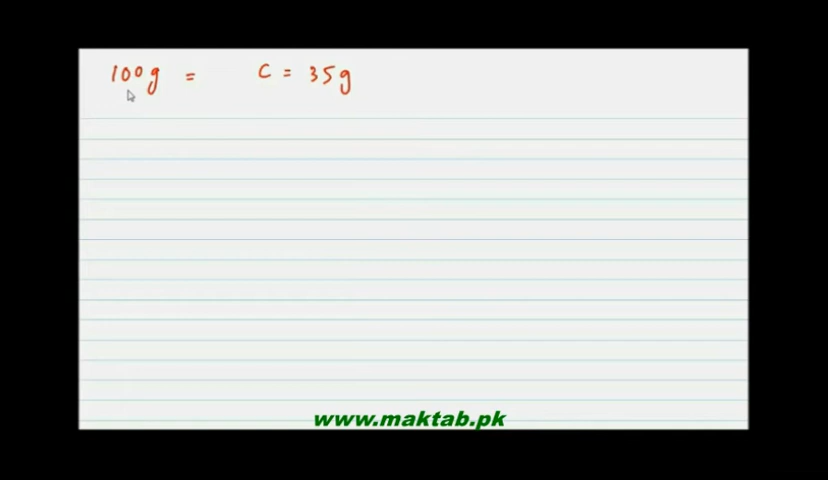 100g = C = 35g
www.maktab.pk